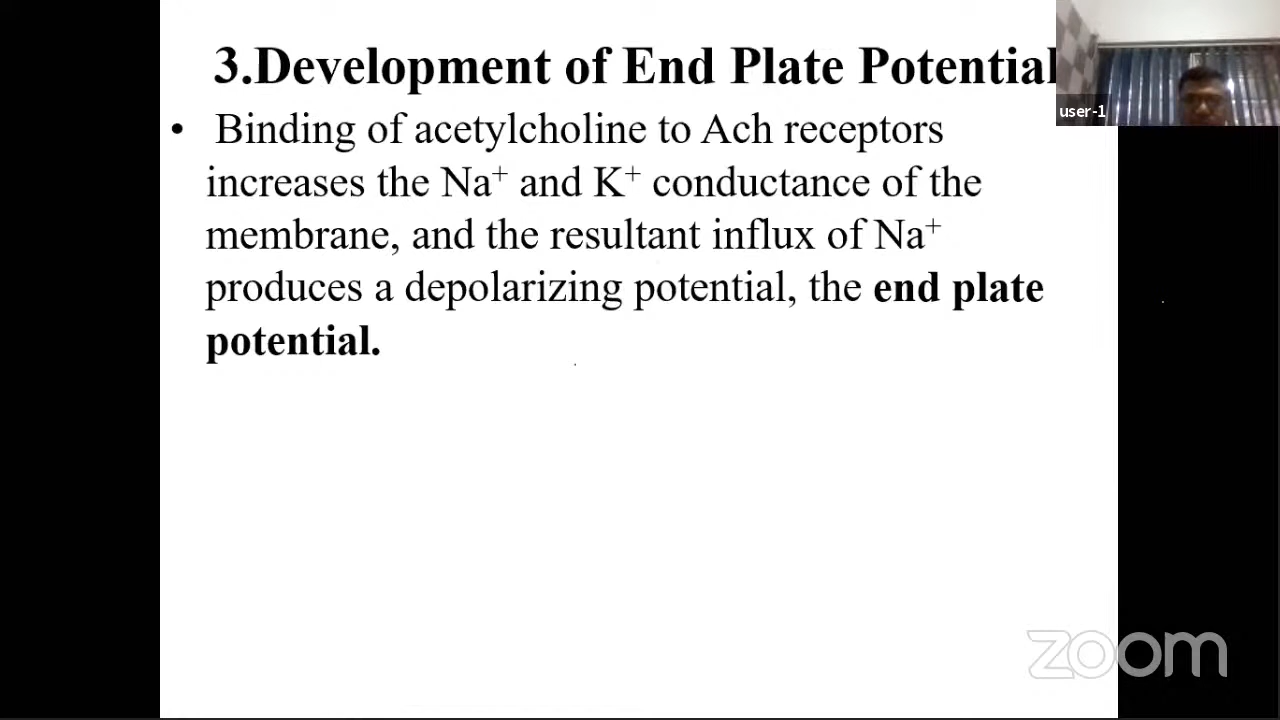 3.Development of End Plate Potential
user-1
• Binding of acetylcholine to Ach receptors
increases the Na⁺ and K⁺ conductance of the
membrane, and the resultant influx of Na⁺
produces a depolarizing potential, the end plate
potential.
zoom